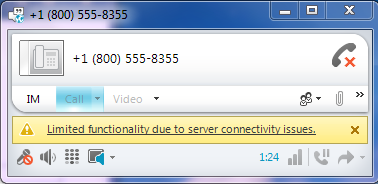 +1 (800) 555-8355
+1 (800) 555-8355
IM Call Video
Limited functionality due to server connectivity issues.
1:24